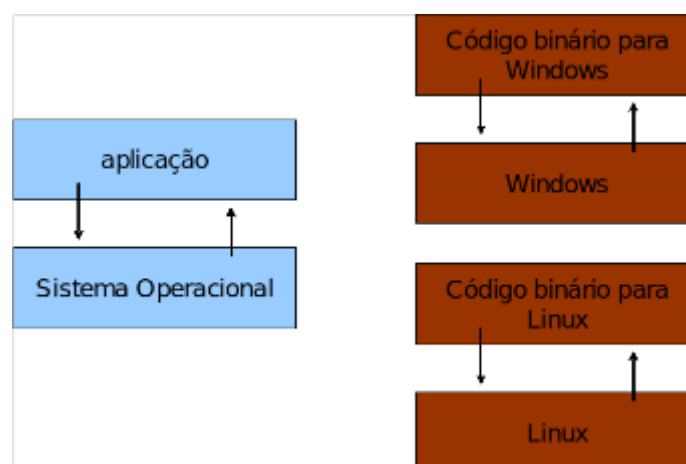 aplicação
Sistema Operacional
Código binário para
Windows
Windows
Código binário para
Linux
Linux